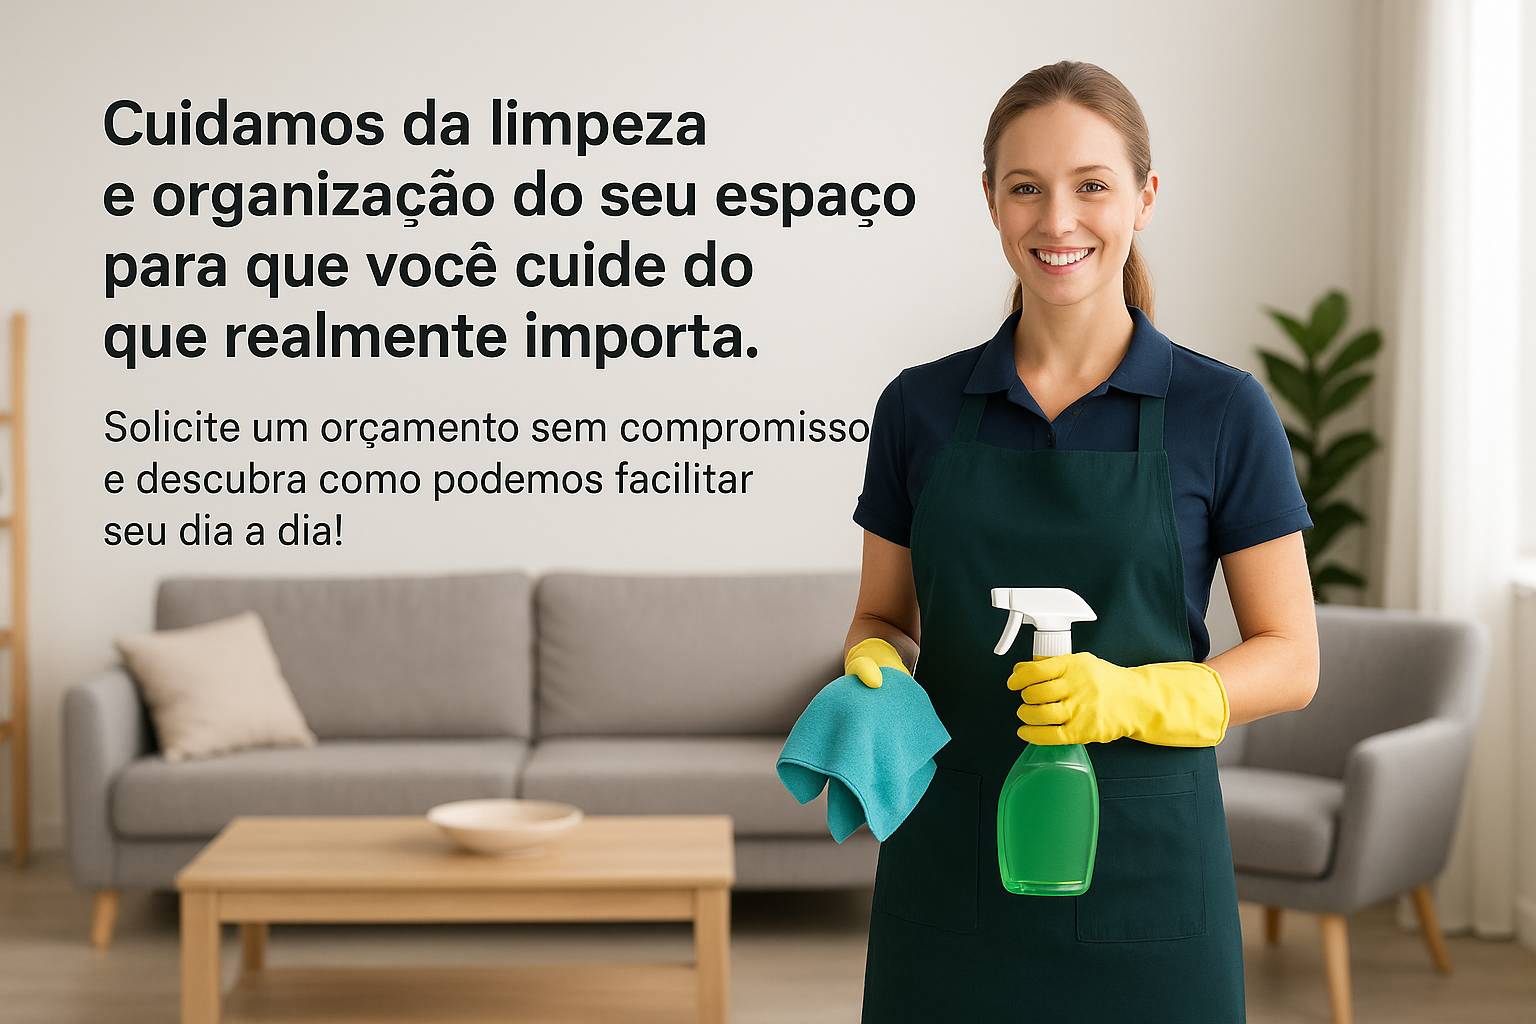 Cuidamos da limpeza
e organização do seu espaço
para que você cuide do
que realmente importa.
Solicite um orçamento sem compromisso
e descubra como podemos facilitar
seu dia a dia!